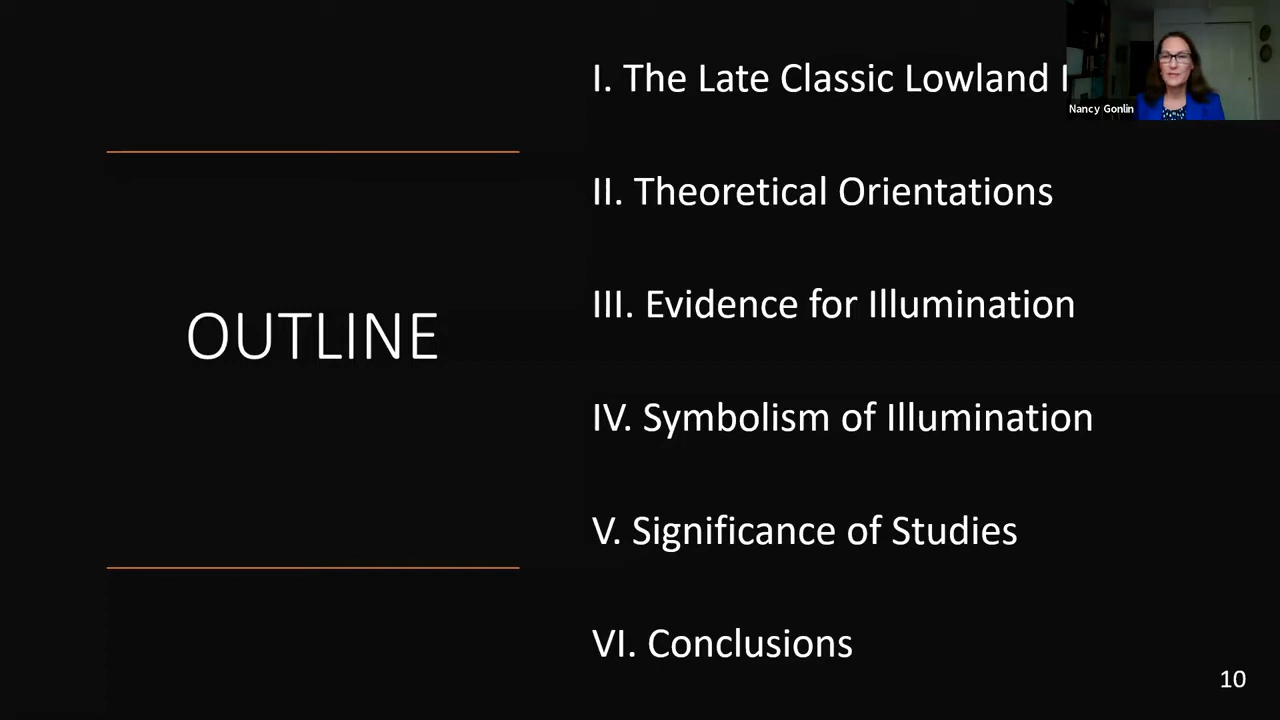 I. The Late Classic Lowland
Nancy Gonlin
II. Theoretical Orientations
III. Evidence for Illumination
OUTLINE
IV. Symbolism of Illumination
V. Significance of Studies
VI. Conclusions
10